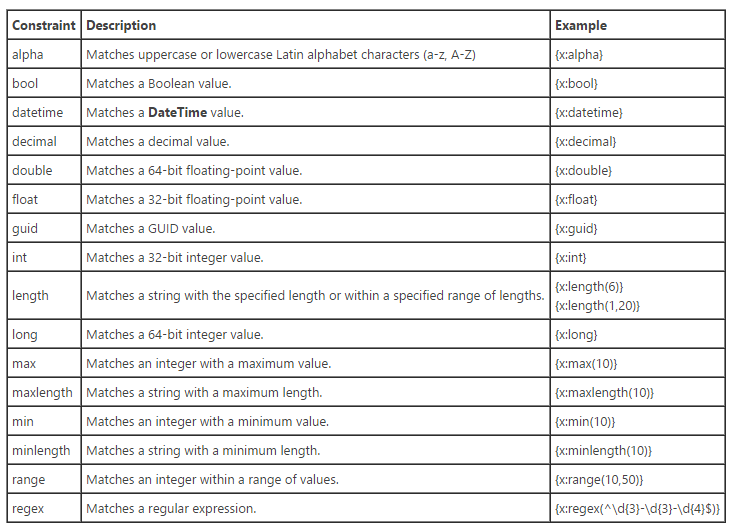 Constraint Description Example
alpha Matches uppercase or lowercase Latin alphabet characters (a-z, A-Z) {x:alpha}
bool Matches a Boolean value. {x:bool}
datetime Matches a DateTime value. {x:datetime}
decimal Matches a decimal value. {x:decimal}
double Matches a 64-bit floating-point value. {x:double}
float Matches a 32-bit floating-point value. {x:float}
guid Matches a GUID value. {x:guid}
int Matches a 32-bit integer value. {x:int}
length Matches a string with the specified length or within a specified range of lengths. {x:length(6)}
{x:length(1,20)}
long Matches a 64-bit integer value. {x:long}
max Matches an integer with a maximum value. {x:max(10)}
maxlength Matches a string with a maximum length. {x:maxlength(10)}
min Matches an integer with a minimum value. {x:min(10)}
minlength Matches a string with a minimum length. {x:minlength(10)}
range Matches an integer within a range of values. {x:range(10,50)}
regex Matches a regular expression. {x:regex(^\d{3}-\d{3}-\d{4}$)}